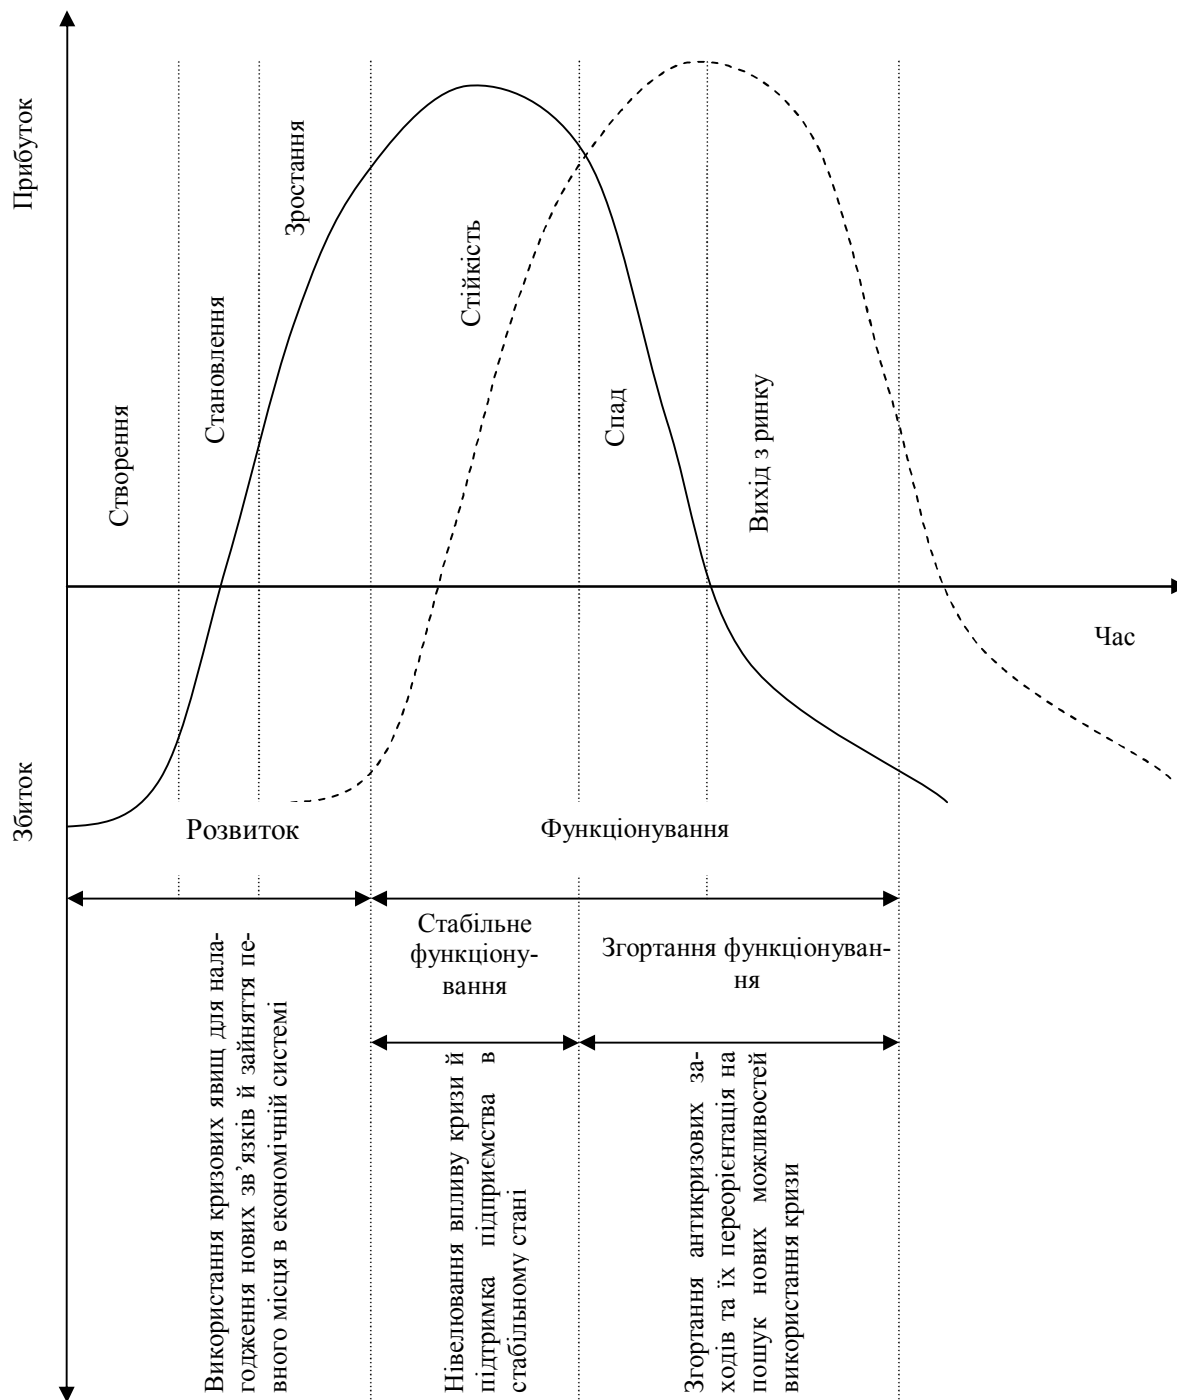 Прибуток
Збиток
Створення
Становлення
Зростання
Стійкість
Спад
Вихід з ринку
Час
Розвиток
Функціонування
Стабільне
функціону-
вання
Згортання функціонуван-
ня
Використання кризових явищ для нала-
годження нових зв’язків й зайняття пе-
вного місця в економічній системі
Нівелювання впливу кризи й
підтримка підприємства в
стабільному стані
Згортання антикризових за-
ходів та їх переорієнтація на
пошук нових можливостей
використання кризи